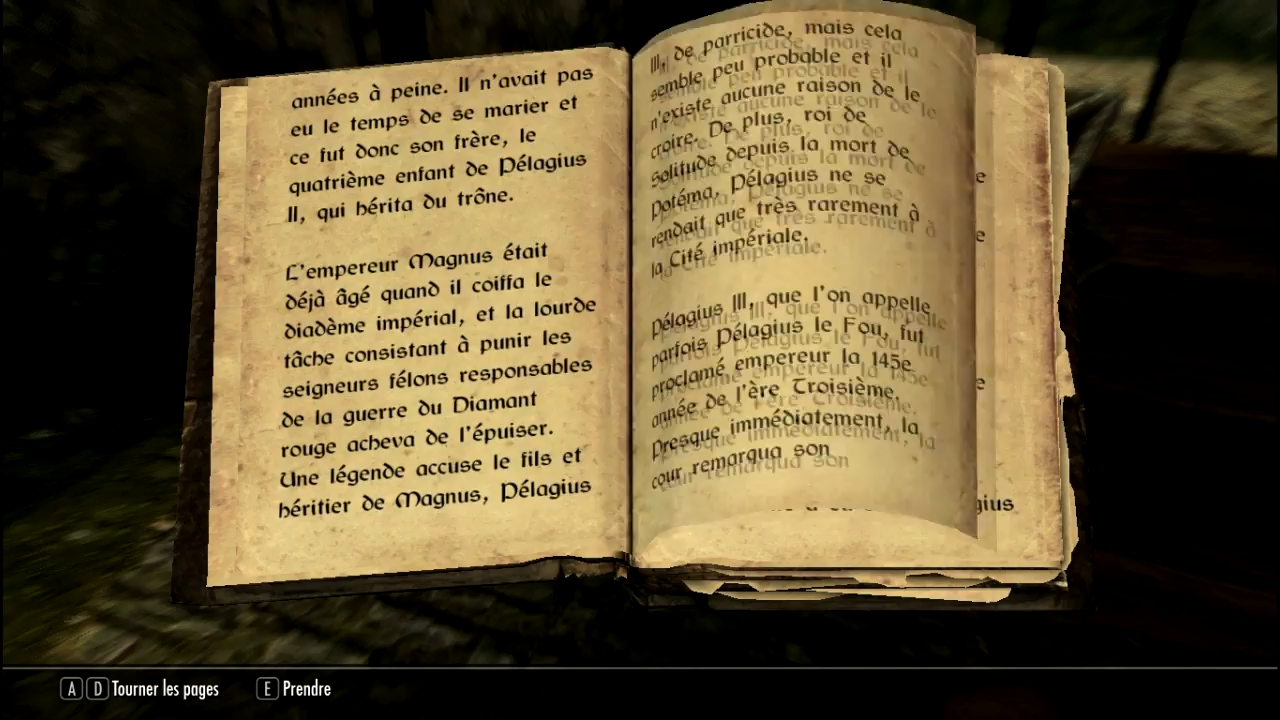 années à peine. Il n'avait pas
eu le temps de se marier et
ce fut donc son frère, le
quatrième enfant de Pélagius
II, qui hérita du trône.
L'empereur Magnus était
déjà âgé quand il coiffa le
diadème impérial, et la lourde
tâche consistant à punir les
seigneurs félons responsables
de la guerre du Diamant
rouge acheva de l'épuiser.
Une légende accuse le fils et
héritier de Magnus, Pélagius
III, de parricide, mais cela
semble peu probable et il
n'existe aucune raison de le
croire. De plus, roi de
Solitude depuis la mort de
Potéma, Pélagius ne se
rendait que très rarement à
la Cité impériale.
Pélagius III, que l'on appelle
parfois Pélagius le Fou, fut
proclamé empereur la 145e
année de l'ère Troisième.
Presque immédiatement, la
cour remarqua son
A D Tourner les pages
E Prendre